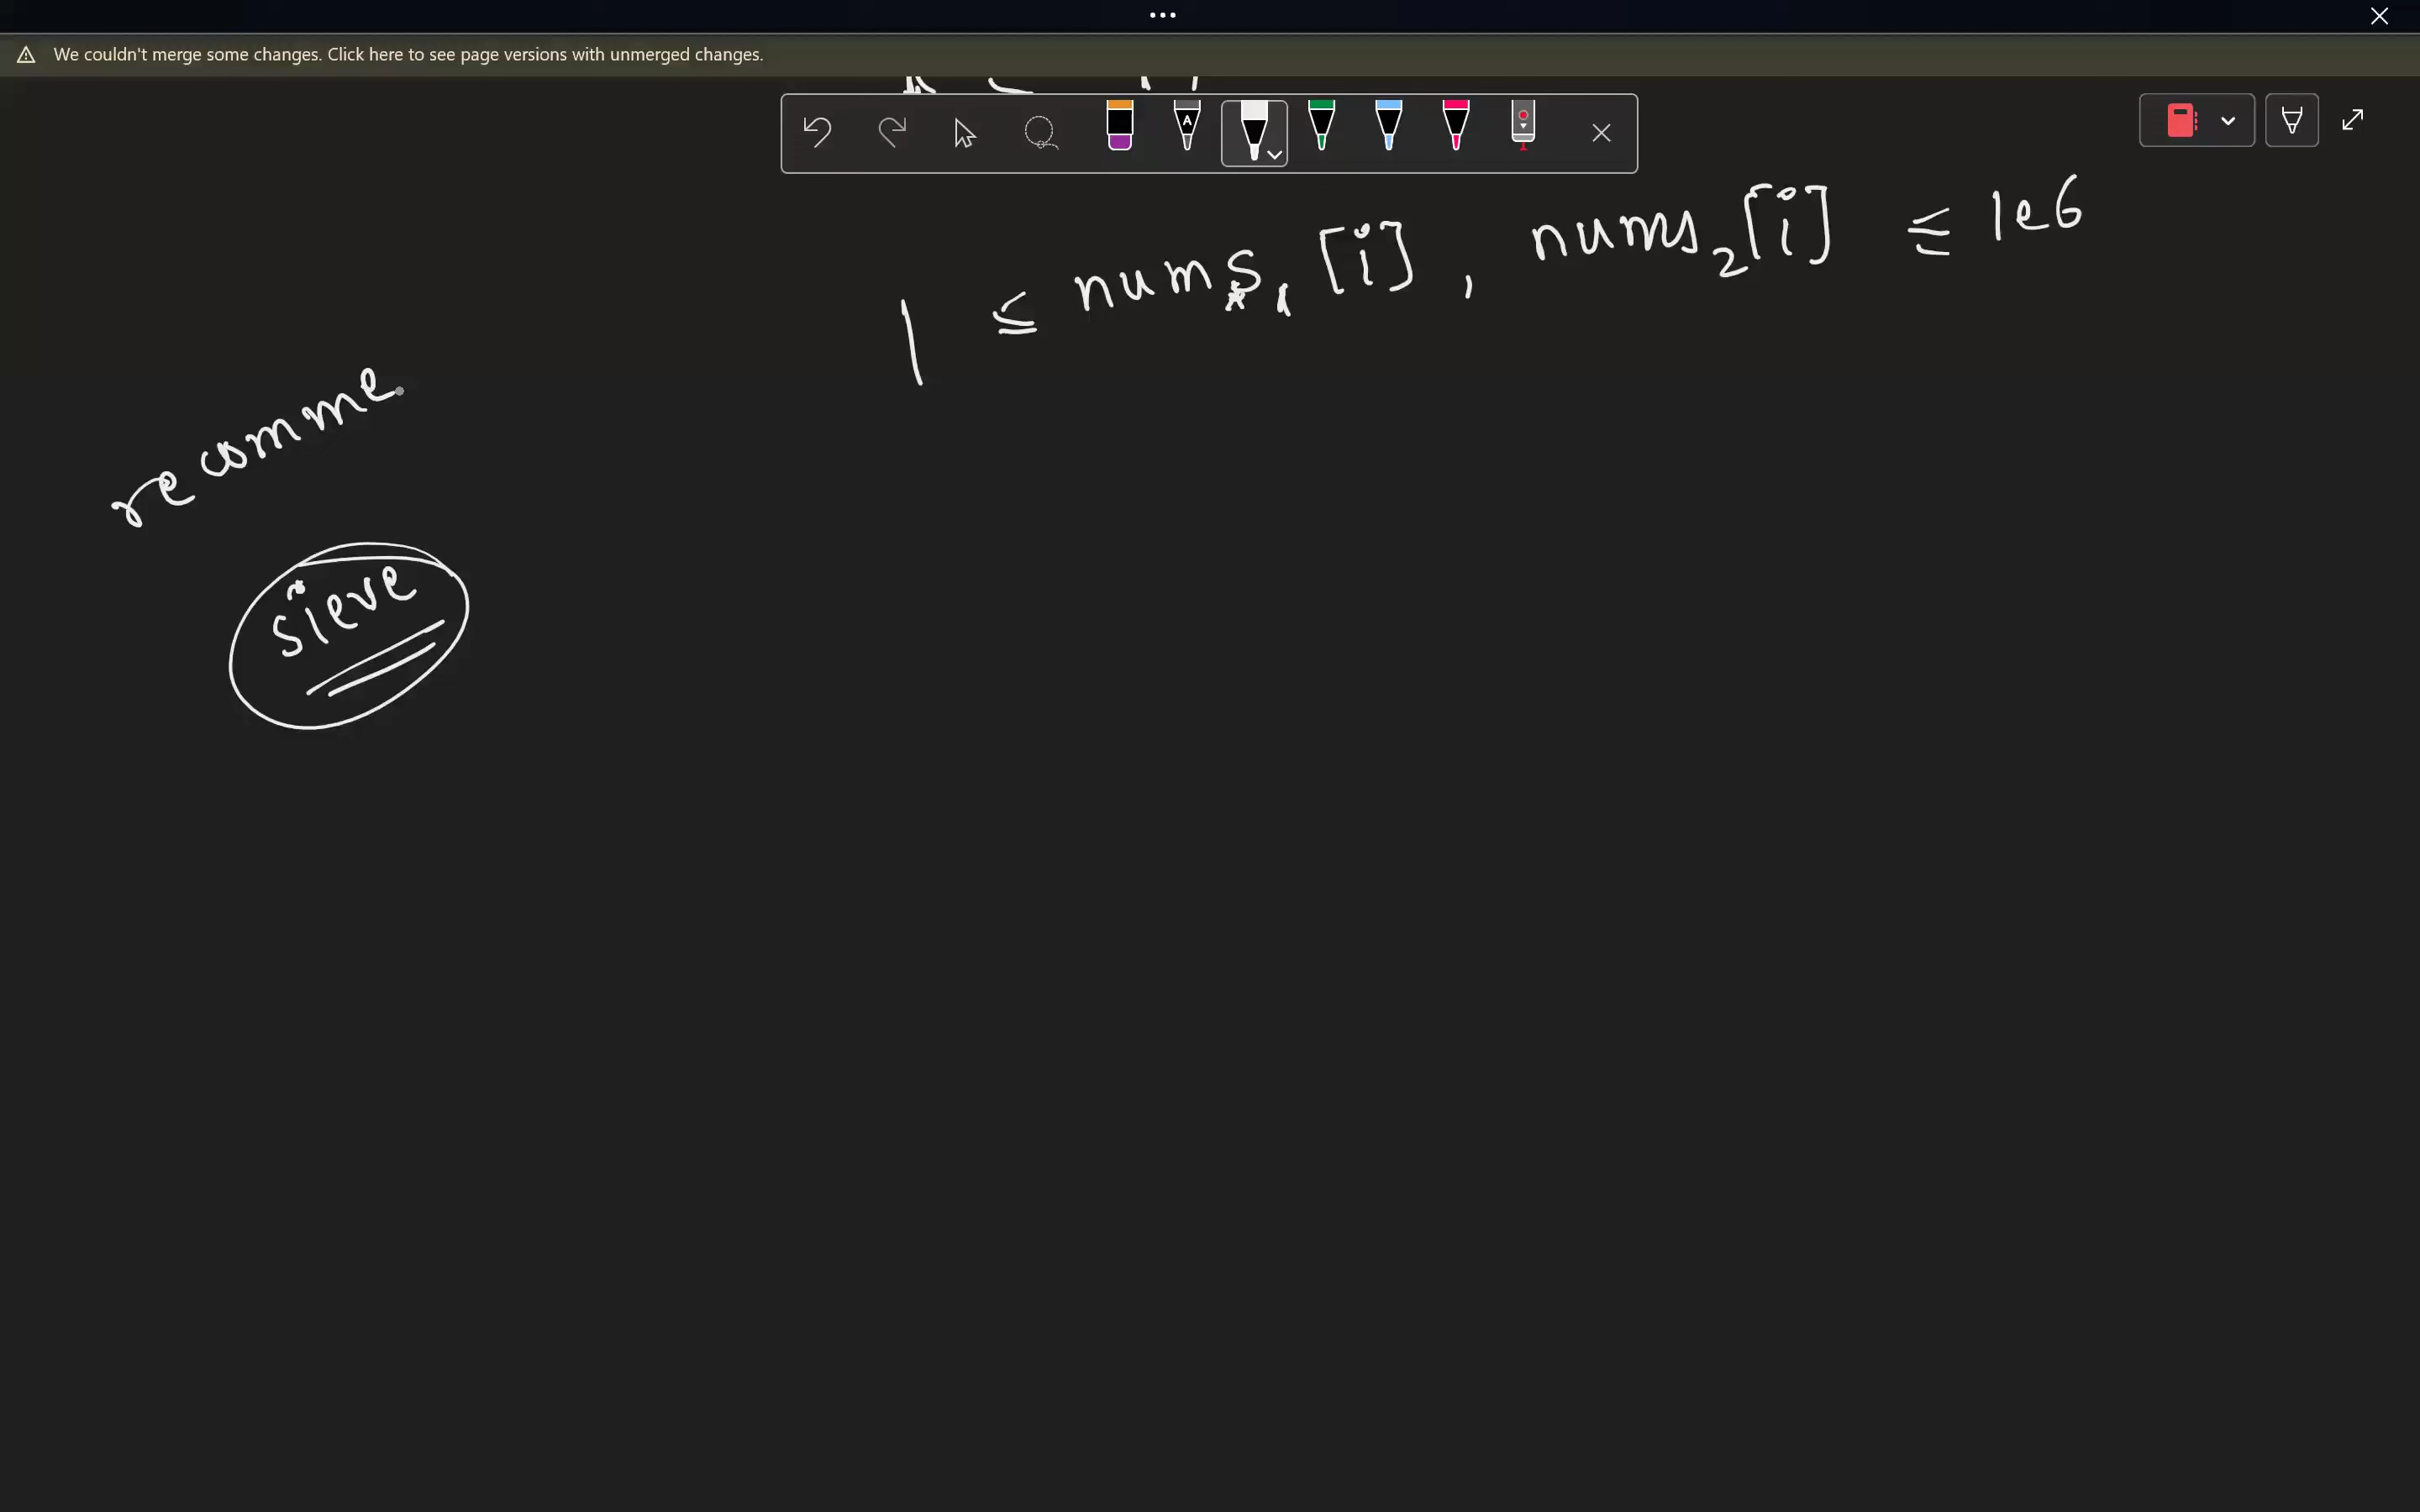 We couldn't merge some changes. Click here to see page versions with unmerged changes.
A
1 ≤ nums₁[i], nums₂[i] ≤ 1e6
recomme
sieve